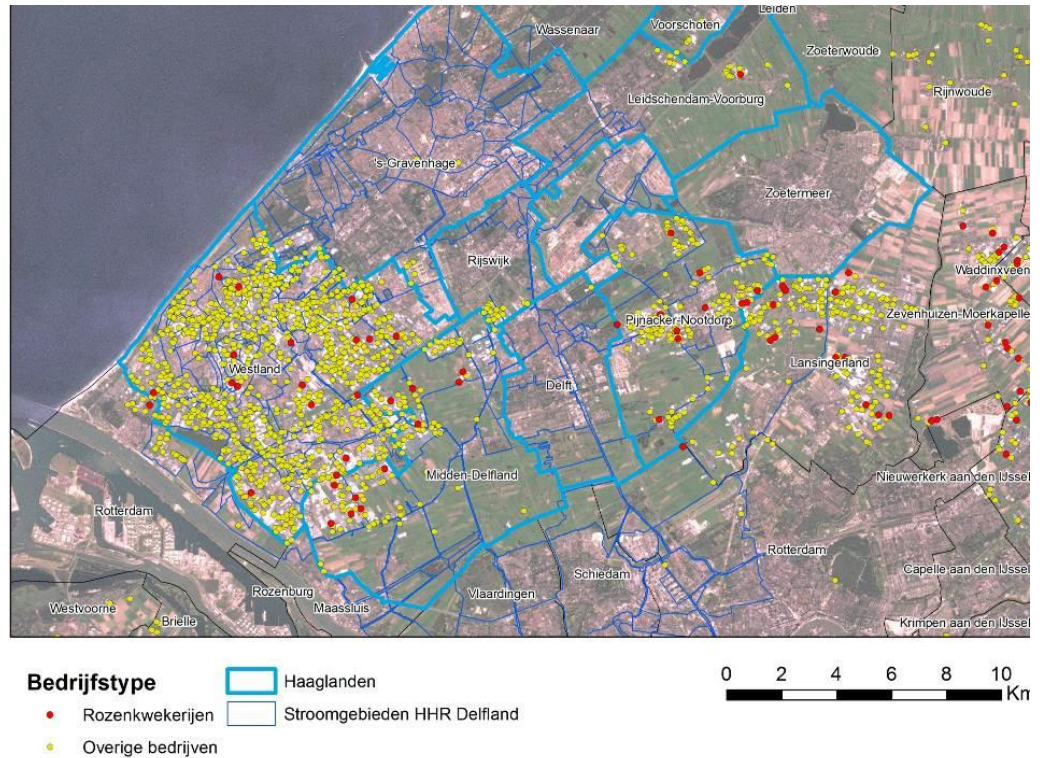 Leiden
Wassenaar
Voorschoten
Zoeterwoude
Leidschendam-Voorburg
Rijnwoude
's-Gravenhage
Zoetermeer
Rijswijk
Waddinxveen
Pijnacker-Nootdorp
Zevenhuizen-Moerkapelle
Westland
Lansingerland
Delft
Midden-Delfland
Nieuwerkerk aan den IJssel
Rotterdam
Rotterdam
Schiedam
Capelle aan den IJssel
Rozenburg
Vlaardingen
Westvoorne
Maassluis
Brielle
Krimpen aan den IJssel
Bedrijfstype
Rozenkwekerijen
Overige bedrijven
Haaglanden
Stroomgebieden HHR Delfland
0 2 4 6 8 10
Km